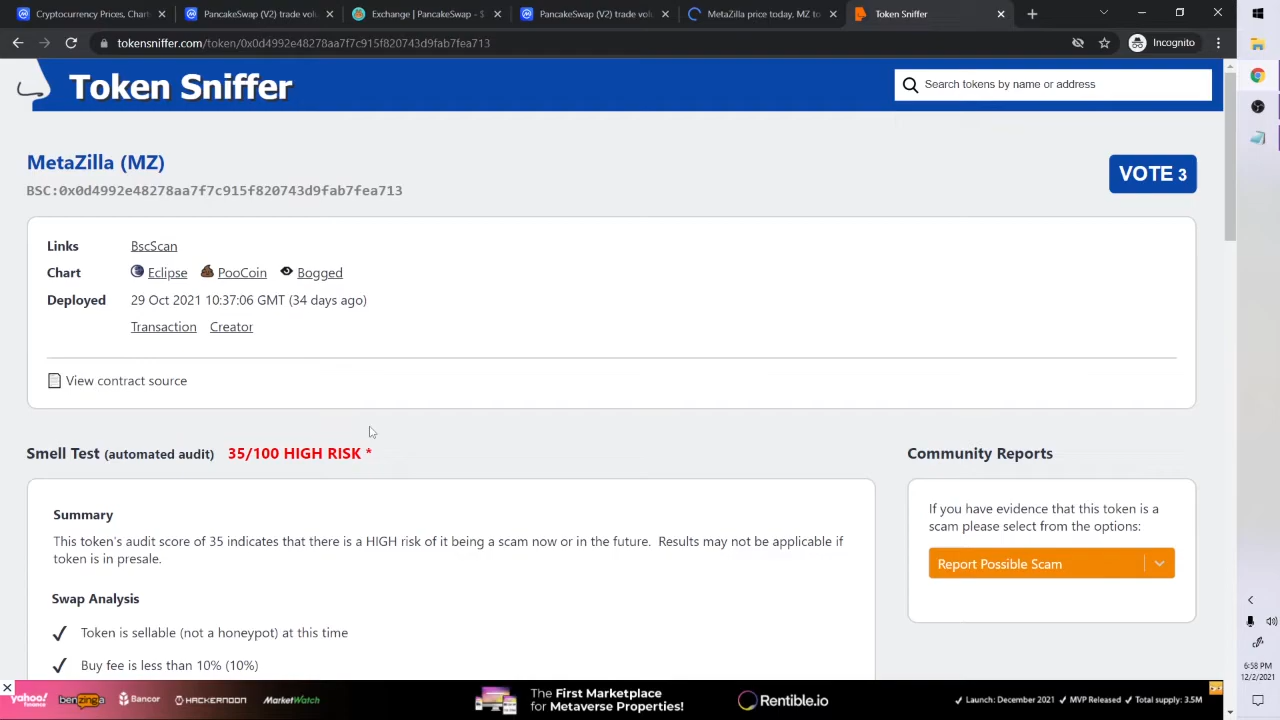 Cryptocurrency Prices, Chart
PancakeSwap (V2) trade volu
Exchange | PancakeSwap - $
PancakeSwap (V2) trade volu
MetaZilla price today, MZ to
Token Sniffer
tokensniffer.com/token/0x0d4992e48278aa7f7c915f820743d9fab7fea713
Incognito
Token Sniffer
Search tokens by name or address
MetaZilla (MZ)
VOTE 3
BSC:0x0d4992e48278aa7f7c915f820743d9fab7fea713
Links BscScan
Chart Eclipse PooCoin Bogged
Deployed 29 Oct 2021 10:37:06 GMT (34 days ago)
Transaction Creator
View contract source
Smell Test (automated audit) 35/100 HIGH RISK *
Community Reports
Summary
This token's audit score of 35 indicates that there is a HIGH risk of it being a scam now or in the future. Results may not be applicable if
token is in presale.
Swap Analysis
Token is sellable (not a honeypot) at this time
Buy fee is less than 10% (10%)
If you have evidence that this token is a
scam please select from the options:
Report Possible Scam
6:58 PM
12/2/2021
yahoo! finance
benzinga
Bancor
HACKERNOON
MarketWatch
The First Marketplace
for Metaverse Properties!
Rentible.io
Launch: December 2021 MVP Released Total supply: 3.5M